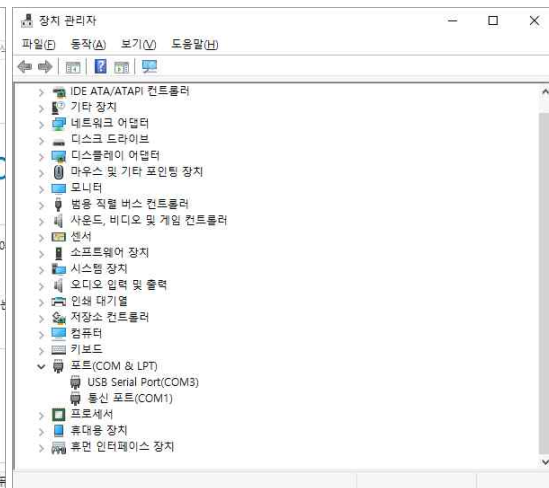 장치 관리자
파일(F) 동작(A) 보기(V) 도움말(H)
IDE ATA/ATAPI 컨트롤러
기타 장치
네트워크 어댑터
디스크 드라이브
디스플레이 어댑터
마우스 및 기타 포인팅 장치
모니터
범용 직렬 버스 컨트롤러
사운드, 비디오 및 게임 컨트롤러
센서
소프트웨어 장치
시스템 장치
오디오 입력 및 출력
인쇄 대기열
저장소 컨트롤러
컴퓨터
키보드
포트(COM & LPT)
USB Serial Port(COM3)
통신 포트(COM1)
프로세서
휴대용 장치
휴먼 인터페이스 장치